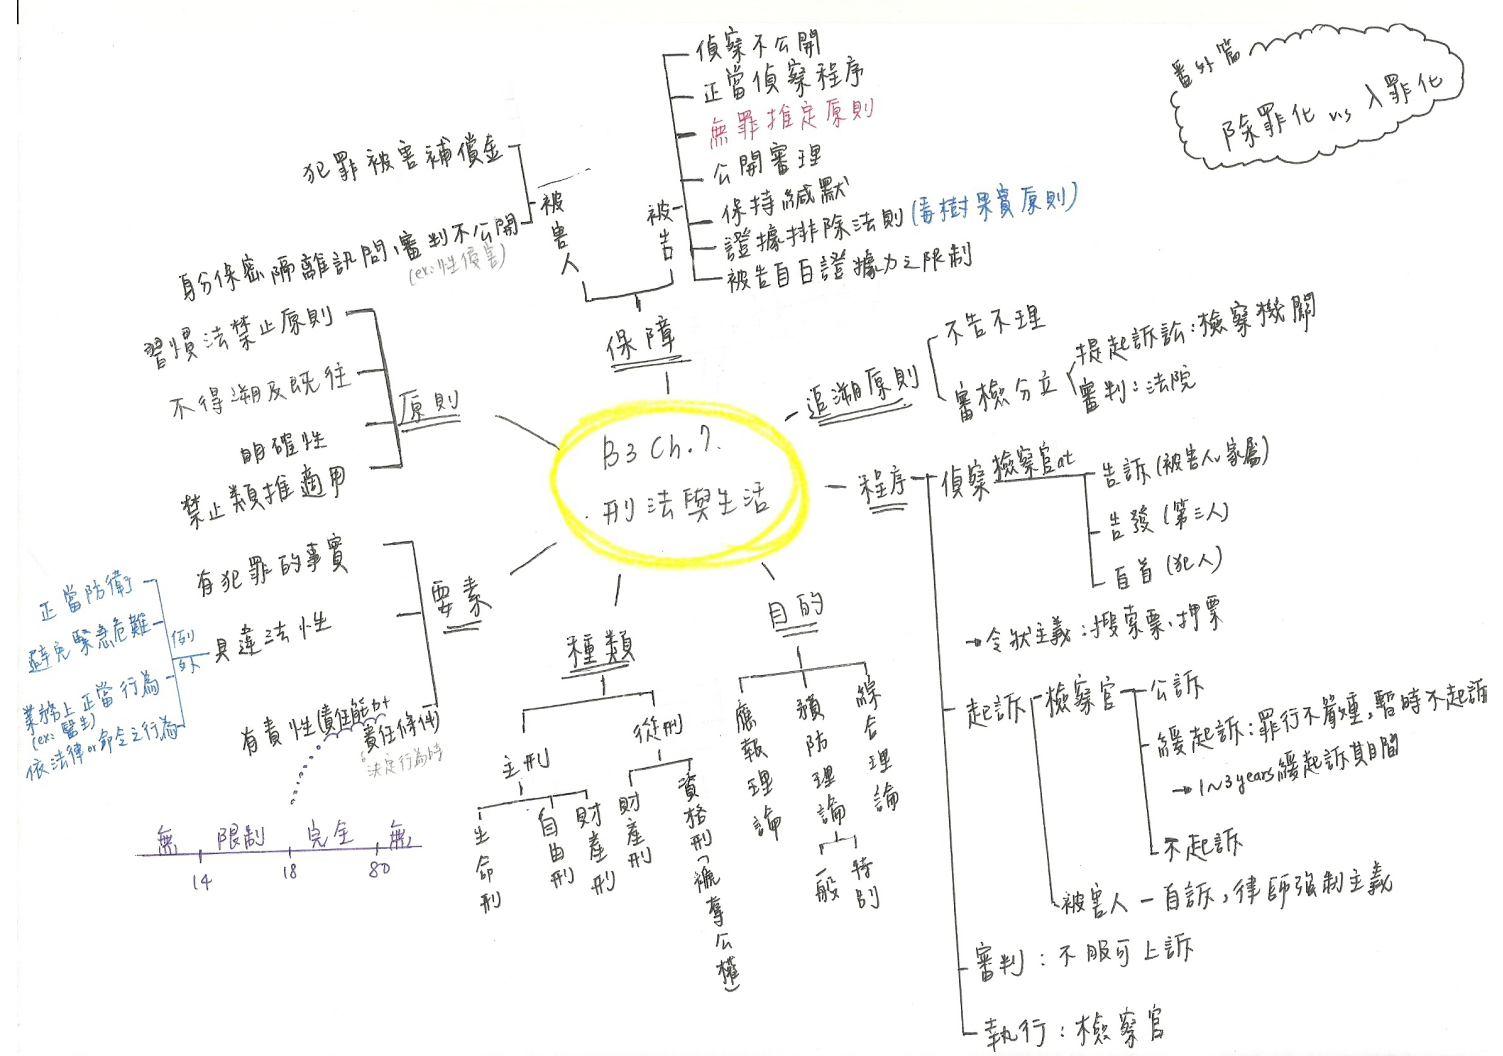 番外篇
除罪化 vs 入罪化
B3 Ch.7.
刑法與生活
保障
被告
偵察不公開
正當偵察程序
無罪推定原則
公開審理
保持緘默
證據排除法則(毒樹果實原則)
被告自白證據力之限制
被害人
犯罪被害補償金
身分保密隔離訊問、審判不公開
(ex:性侵害)
原則
習慣法禁止原則
不得溯及既往
明確性
禁止類推適用
要素
有犯罪的事實
具違法性
例外
正當防衛
避免緊急危難
業務上正當行為
(ex:醫生)
依法律or命令之行為
有責性(責任能力+
責任條件)
決定行為時
無 限制 完全 無
14 18 80
種類
主刑
生命刑
自由刑
財產刑
從刑
財產刑
資格刑(褫奪公權)
目的
應報理論
預防理論
一般
特別
綜合理論
追溯原則
不告不理
審檢分立
提起訴訟:檢察機關
審判:法院
程序
偵察 檢察官at
告訴(被害人、家屬)
告發(第三人)
自首(犯人)
→令狀主義:搜索票、押票
起訴
檢察官
公訴
緩起訴:罪行不嚴重,暫時不起訴
→1~3years緩起訴其間
不起訴
被害人-自訴,律師強制主義
審判:不服可上訴
執行:檢察官